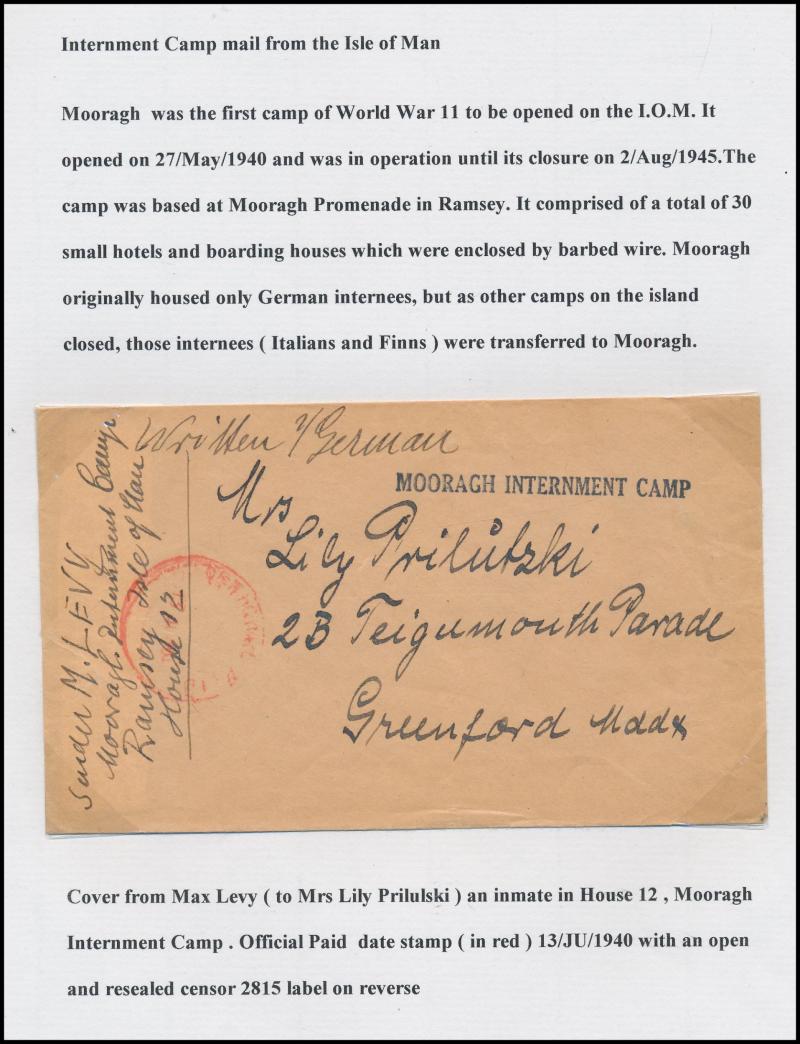 Internment Camp mail from the Isle of Man
Mooragh was the first camp of World War 11 to be opened on the I.O.M. It
opened on 27/May/1940 and was in operation until its closure on 2/Aug/1945.The
camp was based at Mooragh Promenade in Ramsey. It comprised of a total of 30
small hotels and boarding houses which were enclosed by barbed wire. Mooragh
originally housed only German internees, but as other camps on the island
closed, those internees ( Italians and Finns ) were transferred to Mooragh.
Written i/German
MOORAGH INTERNMENT CAMP
Mrs
Lily Prilutzki
23 Teigumouth Parade
Greenford Mddx
Sender M. LEVY
Mooragh. Internment Camp
Ramsey Isle of Man
House 12
Cover from Max Levy ( to Mrs Lily Prilulski ) an inmate in House 12 , Mooragh
Internment Camp . Official Paid date stamp ( in red ) 13/JU/1940 with an open
and resealed censor 2815 label on reverse